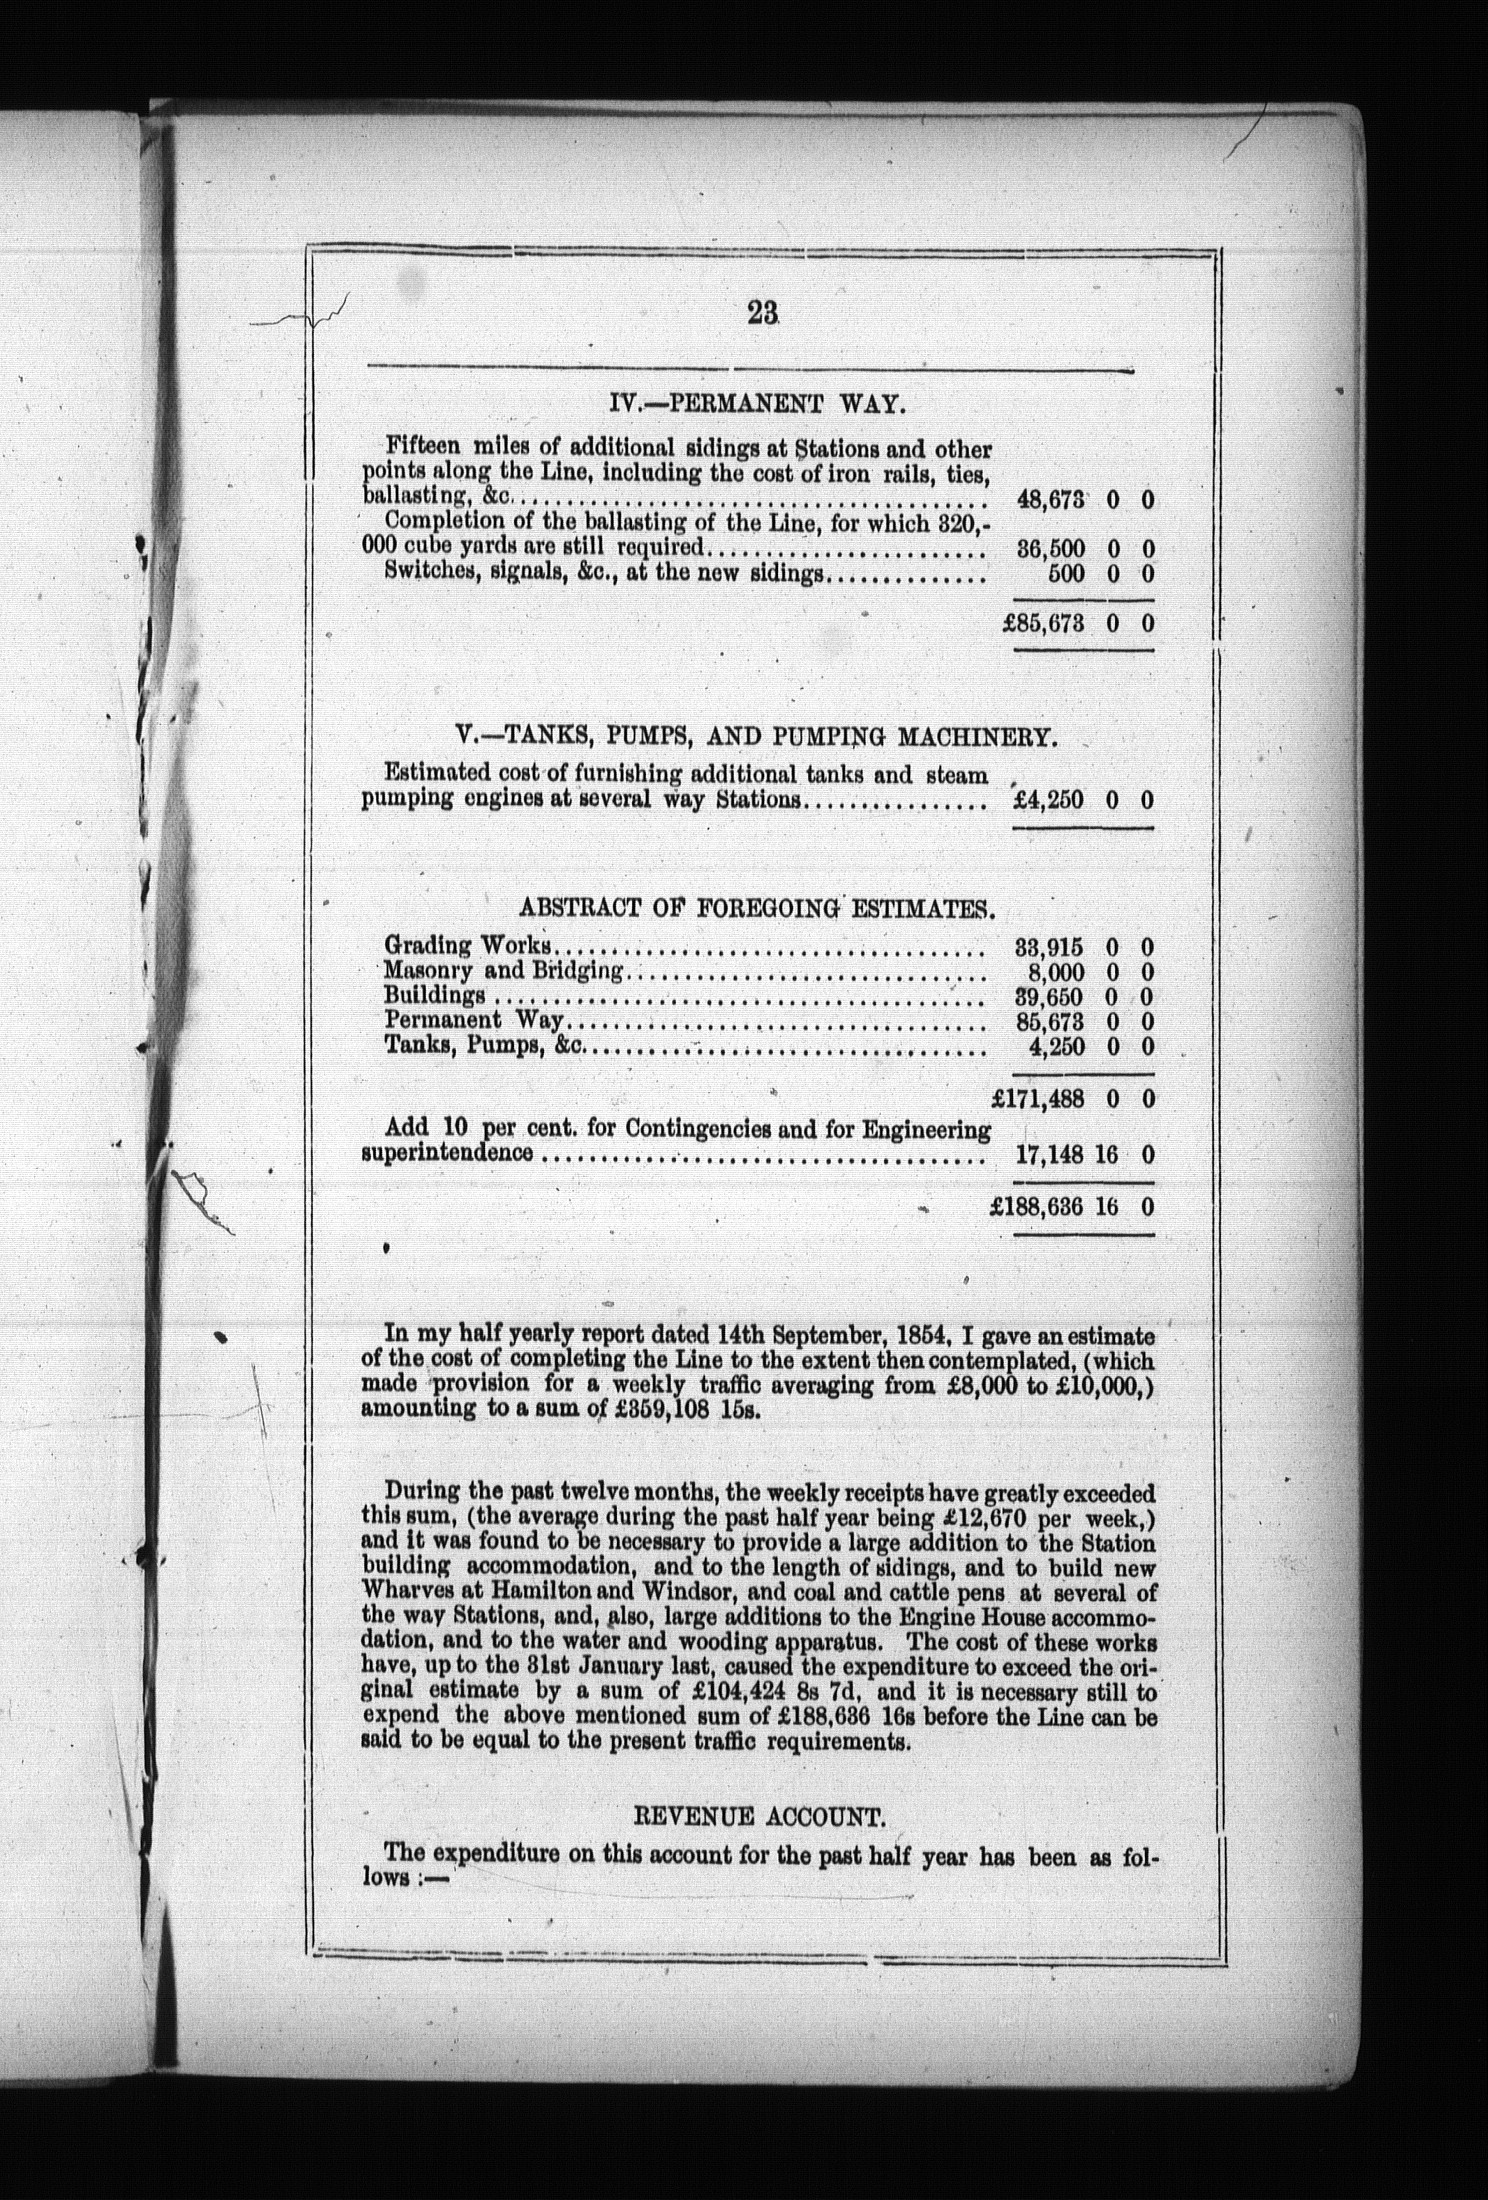 23
IV.—PERMANENT WAY.
Fifteen miles of additional sidings at Stations and other
points along the Line, including the cost of iron rails, ties,
ballasting, &c........................................ 48,673 0 0
Completion of the ballasting of the Line, for which 320,-
000 cube yards are still required........................ 36,500 0 0
Switches, signals, &c., at the new sidings.............. 500 0 0
£85,673 0 0
V.—TANKS, PUMPS, AND PUMPING MACHINERY.
Estimated cost of furnishing additional tanks and steam
pumping engines at several way Stations................ £4,250 0 0
ABSTRACT OF FOREGOING ESTIMATES.
Grading Works..................................... 33,915 0 0
Masonry and Bridging............................... 8,000 0 0
Buildings .......................................... 39,650 0 0
Permanent Way.................................... 85,673 0 0
Tanks, Pumps, &c................................... 4,250 0 0
£171,488 0 0
Add 10 per cent. for Contingencies and for Engineering
superintendence ...................................... 17,148 16 0
£188,636 16 0
In my half yearly report dated 14th September, 1854, I gave an estimate
of the cost of completing the Line to the extent then contemplated, (which
made provision for a weekly traffic averaging from £8,000 to £10,000,)
amounting to a sum of £359,108 15s.
During the past twelve months, the weekly receipts have greatly exceeded
this sum, (the average during the past half year being £12,670 per week,)
and it was found to be necessary to provide a large addition to the Station
building accommodation, and to the length of sidings, and to build new
Wharves at Hamilton and Windsor, and coal and cattle pens at several of
the way Stations, and, also, large additions to the Engine House accommo-
dation, and to the water and wooding apparatus. The cost of these works
have, up to the 31st January last, caused the expenditure to exceed the ori-
ginal estimate by a sum of £104,424 8s 7d, and it is necessary still to
expend the above mentioned sum of £188,636 16s before the Line can be
said to be equal to the present traffic requirements.
REVENUE ACCOUNT.
The expenditure on this account for the past half year has been as fol-
lows :—